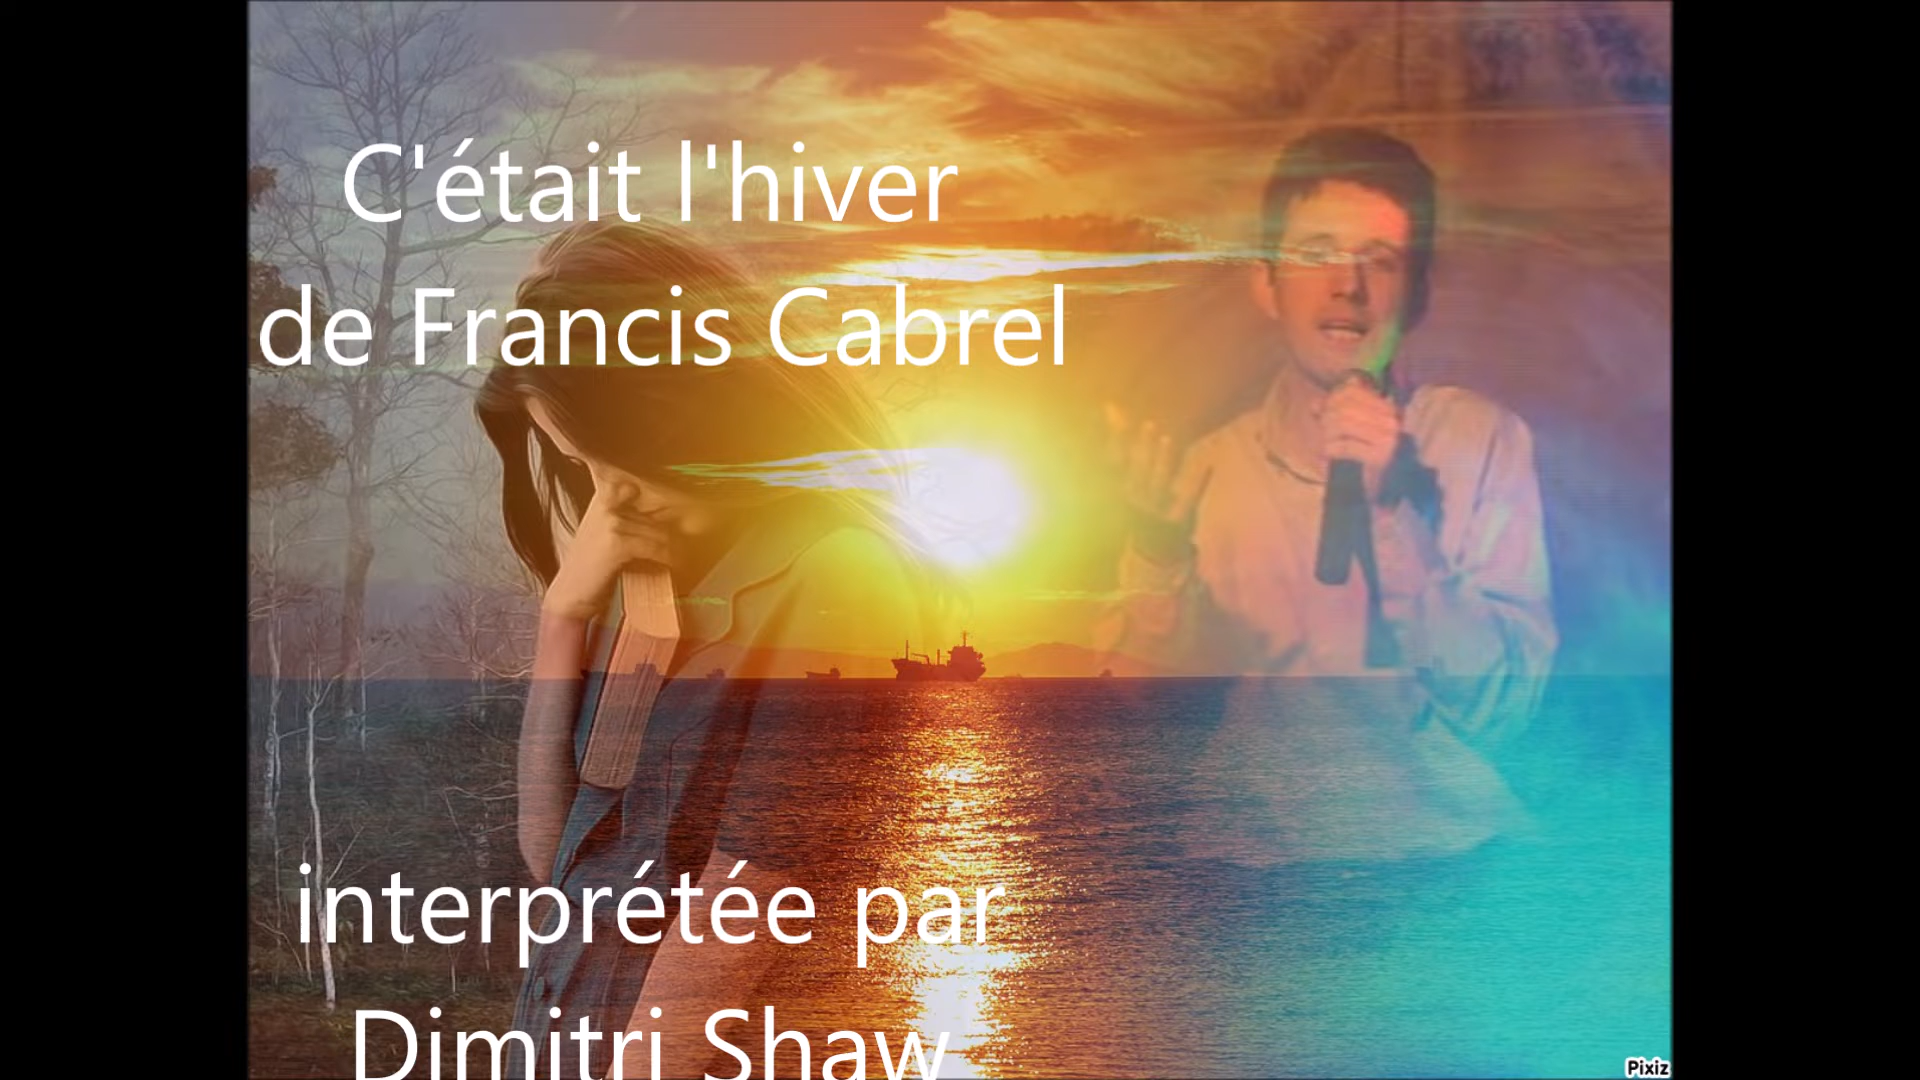 C'était l'hiver
de Francis Cabrel
interprétée par
Dimitri Shaw
Pixiz